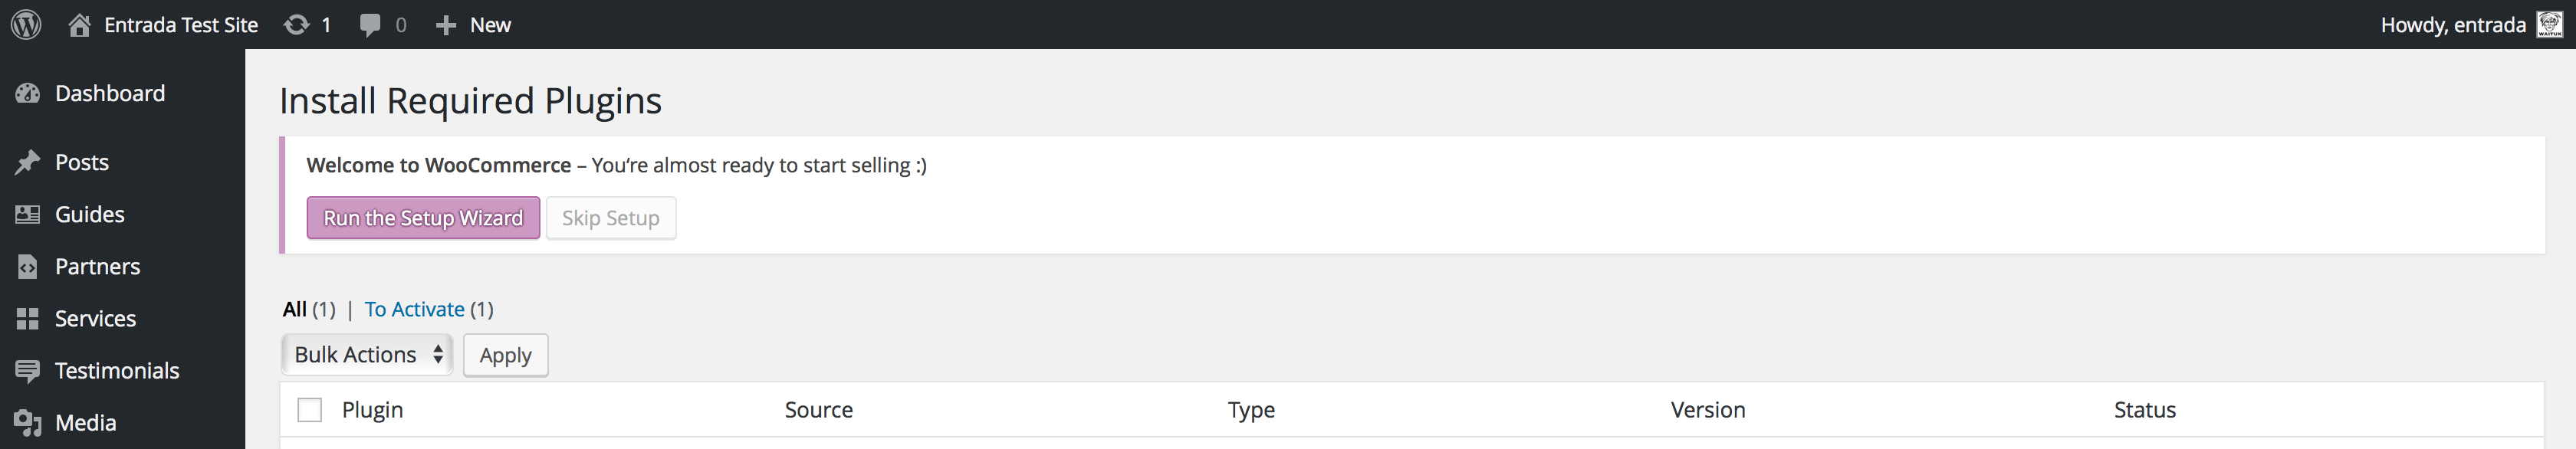 Entrada Test Site 1 0 New Howdy, entrada
WAITUK
Dashboard
Posts
Guides
Partners
Services
Testimonials
Media
Install Required Plugins
Welcome to WooCommerce – You‘re almost ready to start selling :)
Run the Setup Wizard Skip Setup
All (1) | To Activate (1)
Bulk Actions Apply
Plugin Source Type Version Status